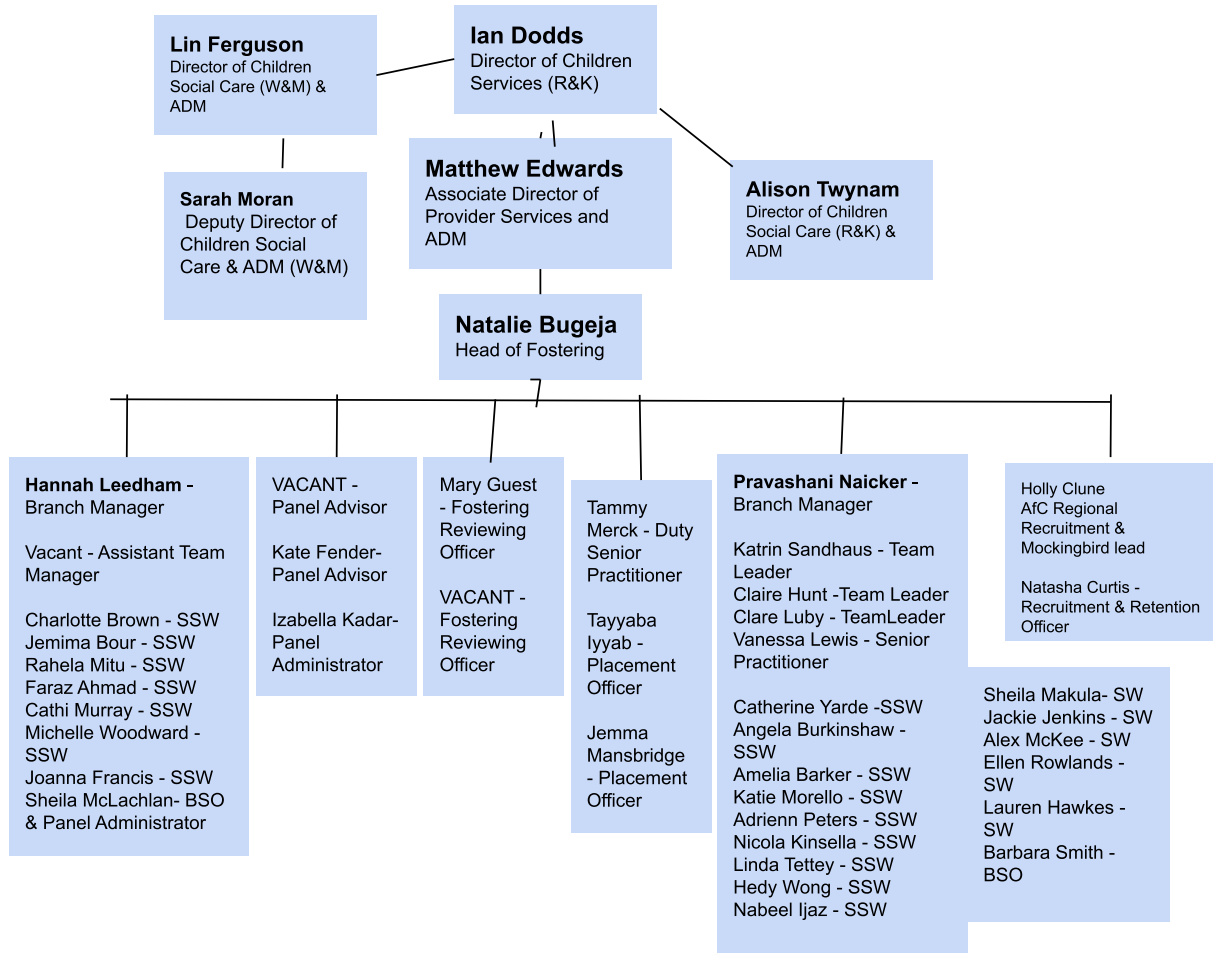 Lin Ferguson
Director of Children
Social Care (W&M) &
ADM
Ian Dodds
Director of Children
Services (R&K)
Sarah Moran
Deputy Director of
Children Social
Care & ADM (W&M)
Matthew Edwards
Associate Director of
Provider Services and
ADM
Alison Twynam
Director of Children
Social Care (R&K) &
ADM
Natalie Bugeja
Head of Fostering
Hannah Leedham -
Branch Manager
Vacant - Assistant Team
Manager
Charlotte Brown - SSW
Jemima Bour - SSW
Rahela Mitu - SSW
Faraz Ahmad - SSW
Cathi Murray - SSW
Michelle Woodward -
SSW
Joanna Francis - SSW
Sheila McLachlan- BSO
& Panel Administrator
VACANT -
Panel Advisor
Kate Fender-
Panel Advisor
Izabella Kadar-
Panel
Administrator
Mary Guest
- Fostering
Reviewing
Officer
VACANT -
Fostering
Reviewing
Officer
Tammy
Merck - Duty
Senior
Practitioner
Tayyaba
Iyyab -
Placement
Officer
Jemma
Mansbridge
- Placement
Officer
Pravashani Naicker -
Branch Manager
Katrin Sandhaus - Team
Leader
Claire Hunt -Team Leader
Clare Luby - TeamLeader
Vanessa Lewis - Senior
Practitioner
Catherine Yarde -SSW
Angela Burkinshaw -
SSW
Amelia Barker - SSW
Katie Morello - SSW
Adrienn Peters - SSW
Nicola Kinsella - SSW
Linda Tettey - SSW
Hedy Wong - SSW
Nabeel Ijaz - SSW
Holly Clune
AfC Regional
Recruitment &
Mockingbird lead
Natasha Curtis -
Recruitment & Retention
Officer
Sheila Makula- SW
Jackie Jenkins - SW
Alex McKee - SW
Ellen Rowlands -
SW
Lauren Hawkes -
SW
Barbara Smith -
BSO